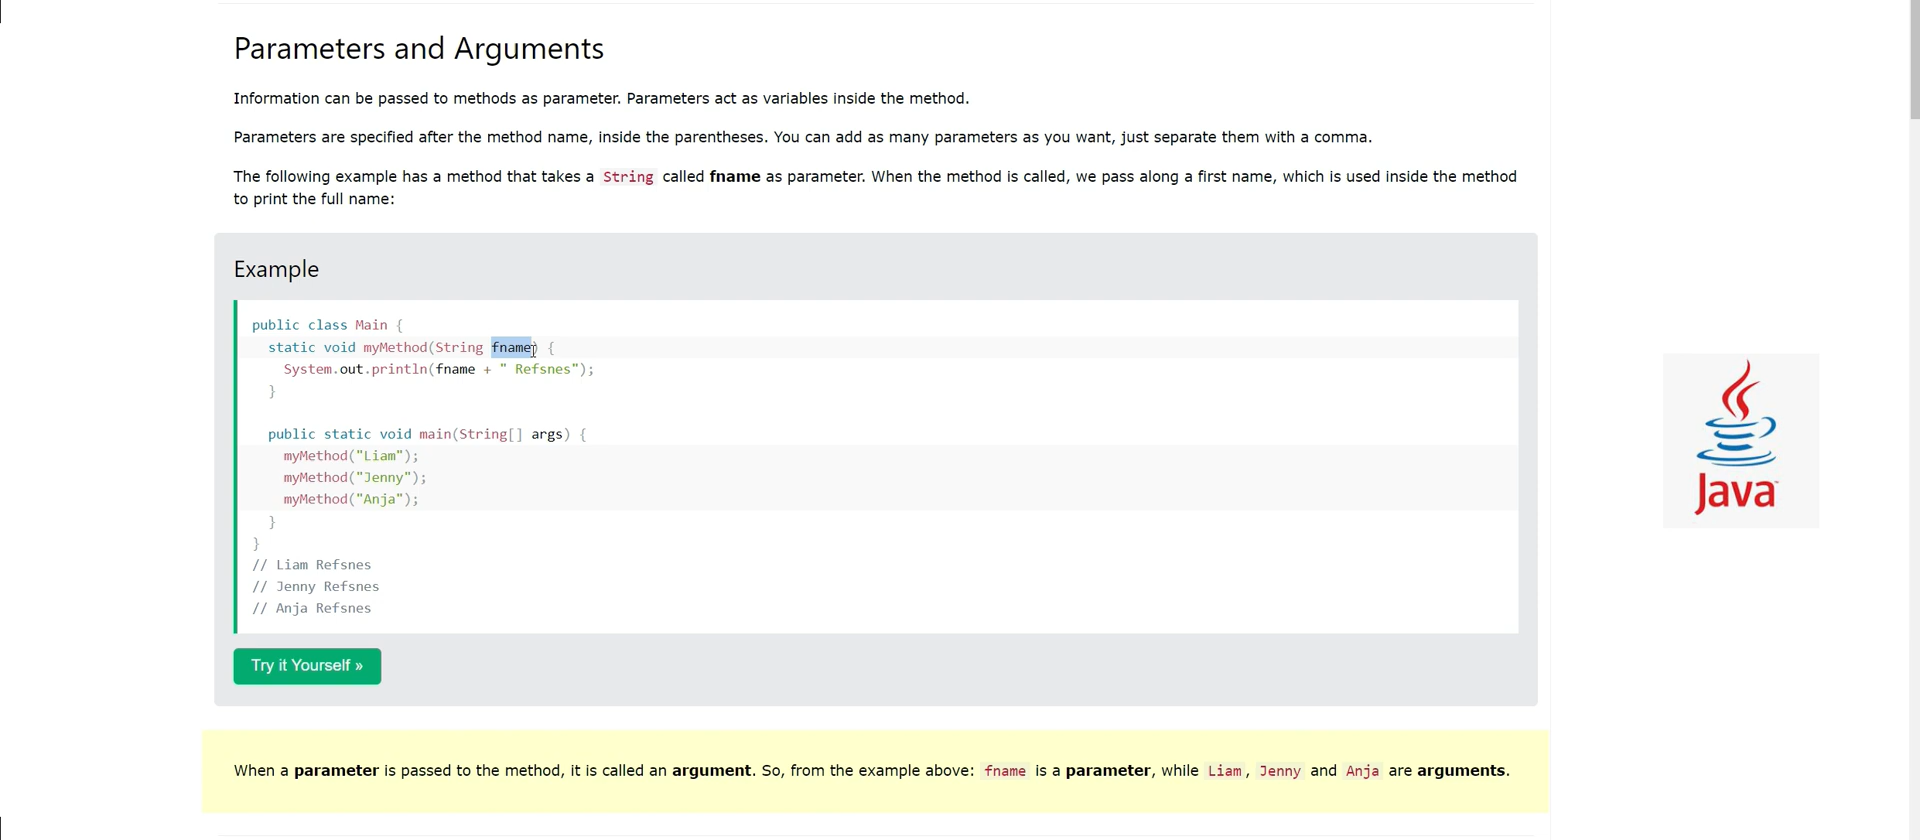 Parameters and Arguments
Information can be passed to methods as parameter. Parameters act as variables inside the method.
Parameters are specified after the method name, inside the parentheses. You can add as many parameters as you want, just separate them with a comma.
The following example has a method that takes a String called fname as parameter. When the method is called, we pass along a first name, which is used inside the method
to print the full name:
Example
public class Main {
  static void myMethod(String fname) {
    System.out.println(fname + " Refsnes");
  }
  public static void main(String[] args) {
    myMethod("Liam");
    myMethod("Jenny");
    myMethod("Anja");
  }
}
// Liam Refsnes
// Jenny Refsnes
// Anja Refsnes
Try it Yourself »
When a parameter is passed to the method, it is called an argument. So, from the example above: fname is a parameter, while Liam, Jenny and Anja are arguments.
Java™